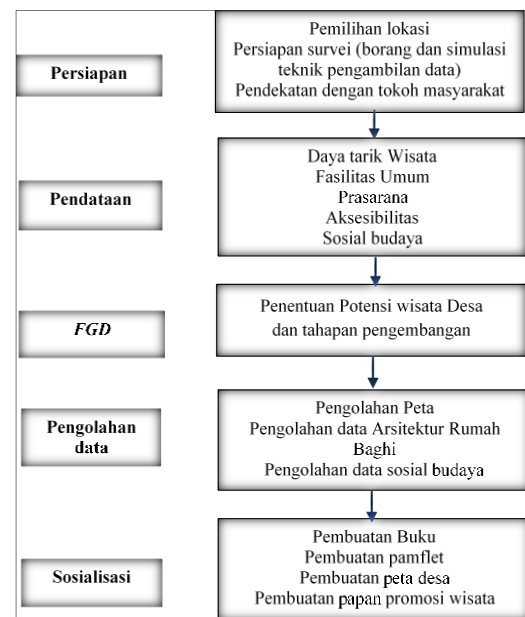 Persiapan
Pemilihan lokasi
Persiapan survei (borang dan simulasi
teknik pengambilan data)
Pendekatan dengan tokoh masyarakat
Pendataan
Daya tarik Wisata
Fasilitas Umum
Prasarana
Aksesibilitas
Sosial budaya
FGD
Penentuan Potensi wisata Desa
dan tahapan pengembangan
Pengolahan
data
Pengolahan Peta
Pengolahan data Arsitektur Rumah
Baghi
Pengolahan data sosial budaya
Sosialisasi
Pembuatan Buku
Pembuatan pamflet
Pembuatan peta desa
Pembuatan papan promosi wisata